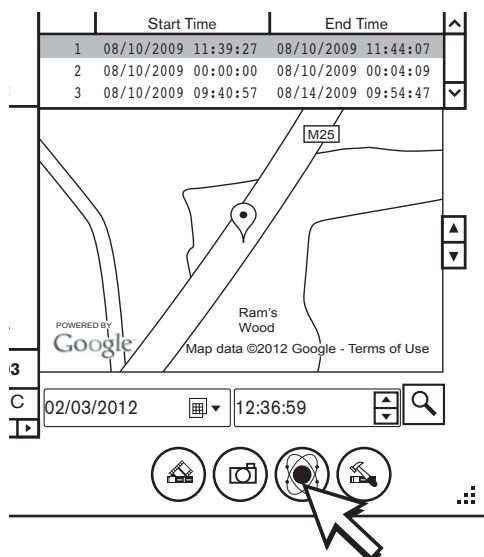 Start Time End Time
1 08/10/2009 11:39:27 08/10/2009 11:44:07
2 08/10/2009 00:00:00 08/10/2009 00:04:09
3 08/10/2009 09:40:57 08/14/2009 09:54:47
M25
Ram's
Wood
POWERED BY
Google
Map data ©2012 Google - Terms of Use
3
C
02/03/2012 12:36:59